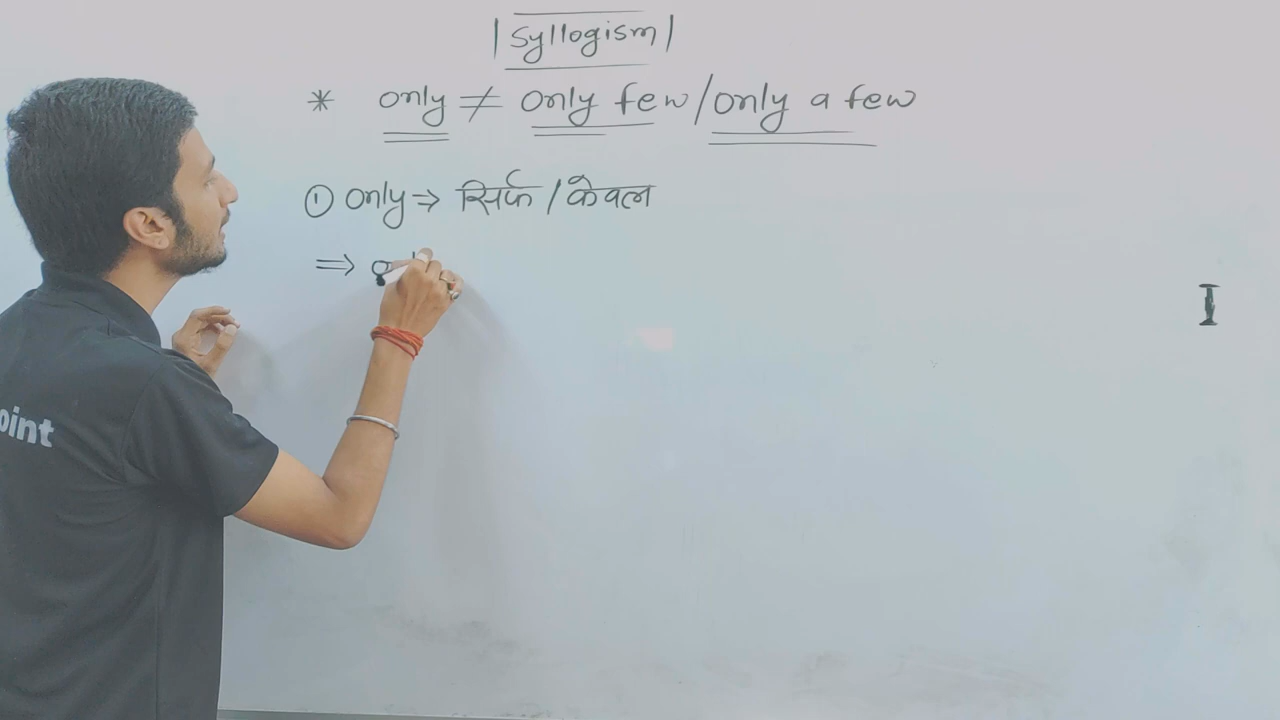 |Syllogism|
* only ≠ only few/only a few
① only ⇒ सिर्फ/केवल
⇒
oint
I